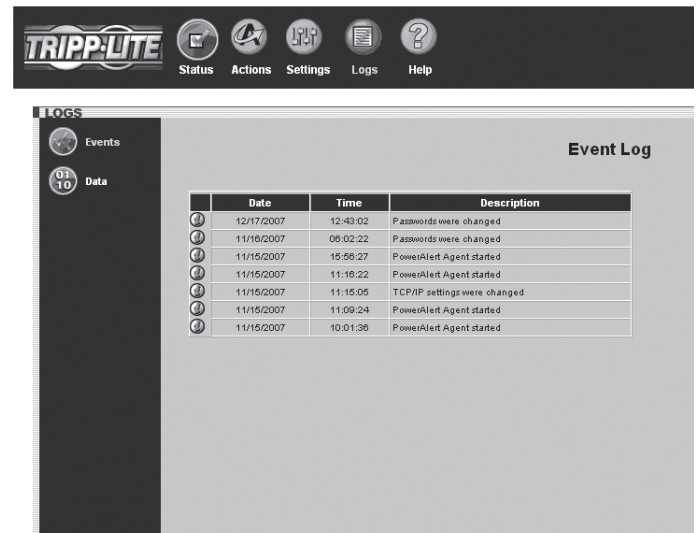 TRIPP·LITE
Status Actions Settings Logs Help
LOGS
Events
01
10 Data
Event Log
Date Time Description
12/17/2007 12:43:02 Passwords were changed
11/16/2007 06:02:22 Passwords were changed
11/15/2007 15:56:27 PowerAlert Agent started
11/15/2007 11:16:22 PowerAlert Agent started
11/15/2007 11:15:05 TCP/IP settings were changed
11/15/2007 11:09:24 PowerAlert Agent started
11/15/2007 10:01:36 PowerAlert Agent started